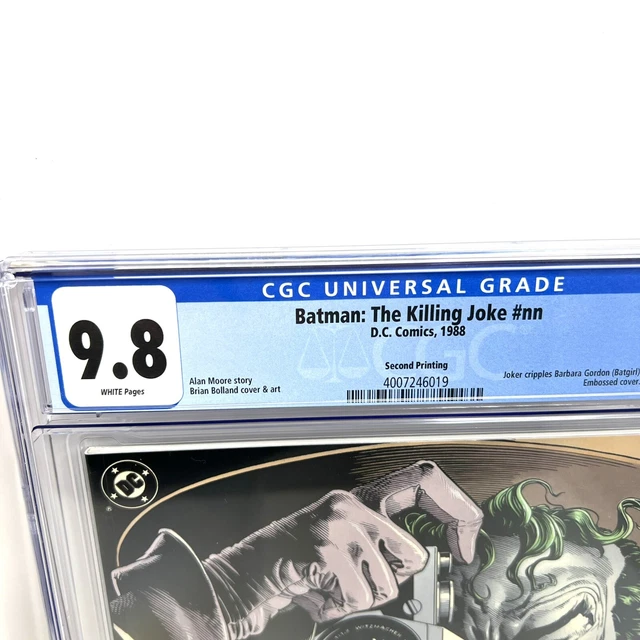 CGC UNIVERSAL GRADE
9.8
WHITE Pages
Batman: The Killing Joke #nn
D.C. Comics, 1988
Second Printing
Alan Moore story
Brian Bolland cover & art
4007246019
Joker cripples Barbara Gordon (Batgirl)
Embossed cover.
CGC
DC
®